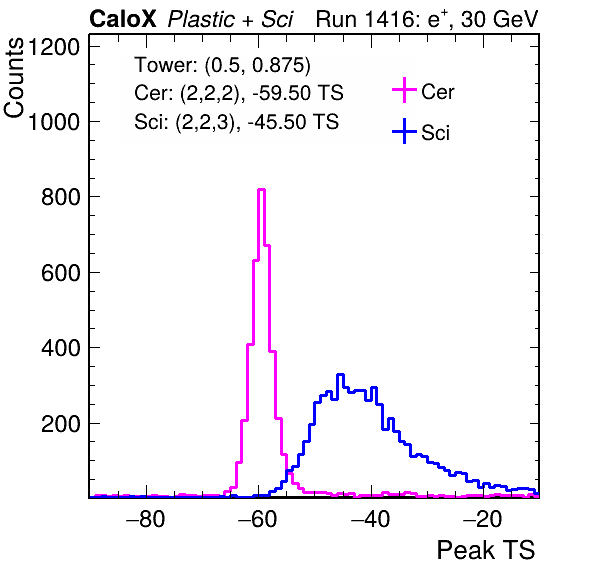 CaloX Plastic + Sci Run 1416: e+, 30 GeV
Counts
1200
1000
800
600
400
200
Tower: (0.5, 0.875)
Cer: (2,2,2), -59.50 TS
Sci: (2,2,3), -45.50 TS
Cer
Sci
−80 −60 −40 −20
Peak TS